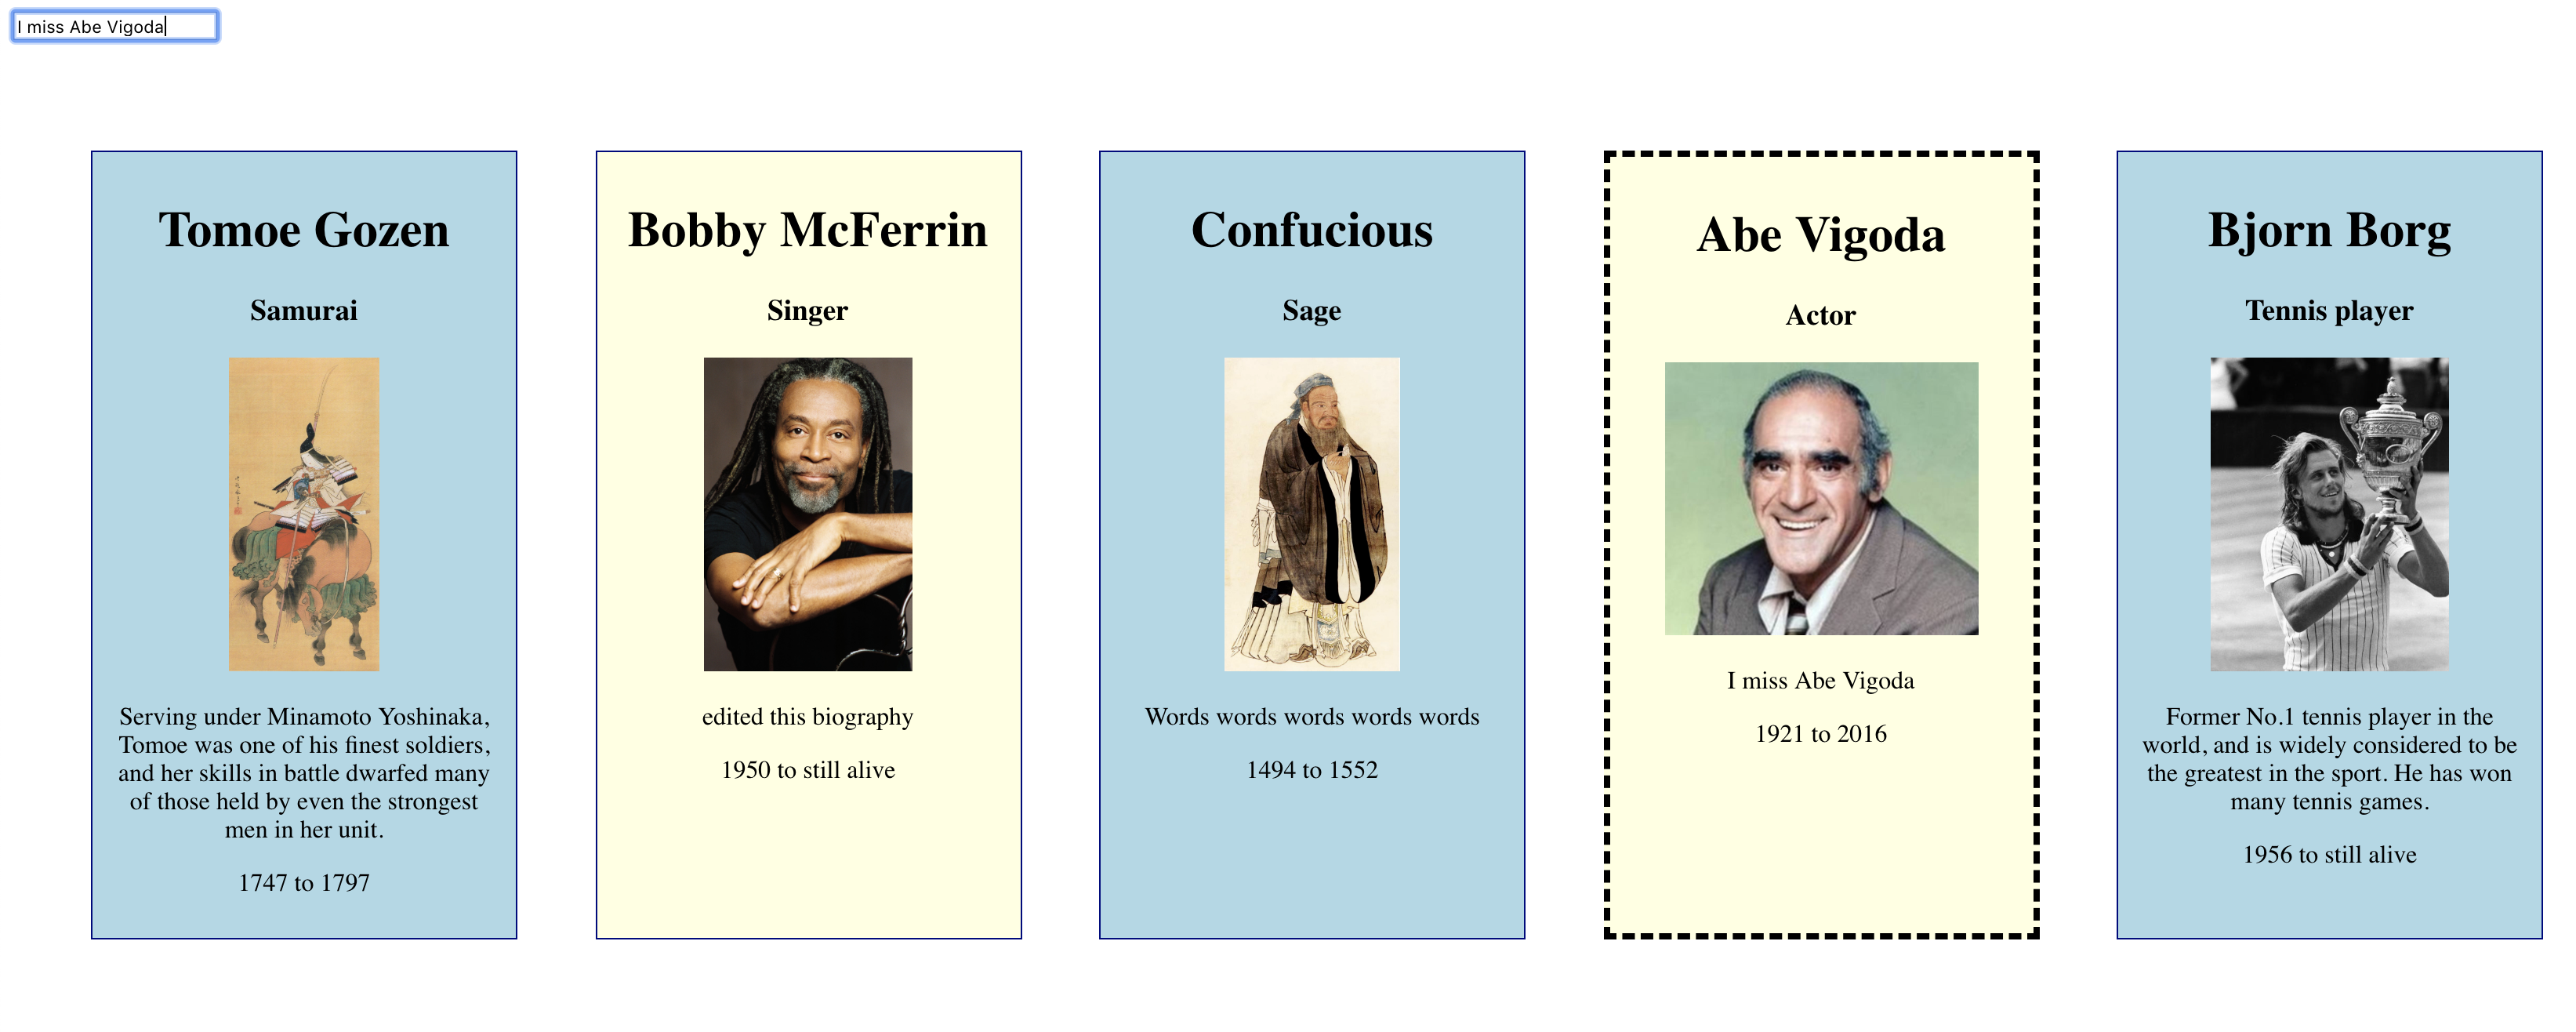 I miss Abe Vigoda
Tomoe Gozen
Samurai
Serving under Minamoto Yoshinaka,
Tomoe was one of his finest soldiers,
and her skills in battle dwarfed many
of those held by even the strongest
men in her unit.
1747 to 1797
Bobby McFerrin
Singer
edited this biography
1950 to still alive
Confucious
Sage
Words words words words words
1494 to 1552
Abe Vigoda
Actor
I miss Abe Vigoda
1921 to 2016
Bjorn Borg
Tennis player
Former No.1 tennis player in the
world, and is widely considered to be
the greatest in the sport. He has won
many tennis games.
1956 to still alive